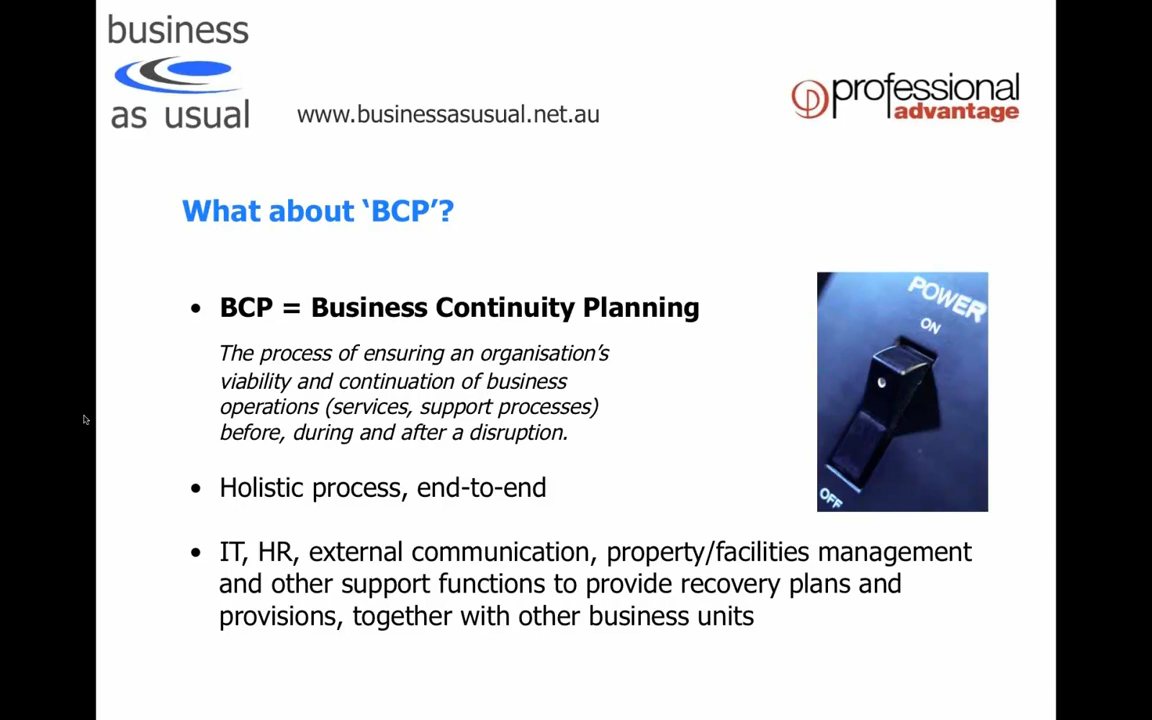 business
as usual
www.businessasusual.net.au
professional
advantage
What about ‘BCP’?
• BCP = Business Continuity Planning
The process of ensuring an organisation’s
viability and continuation of business
operations (services, support processes)
before, during and after a disruption.
POWER
ON
OFF
• Holistic process, end-to-end
• IT, HR, external communication, property/facilities management
and other support functions to provide recovery plans and
provisions, together with other business units